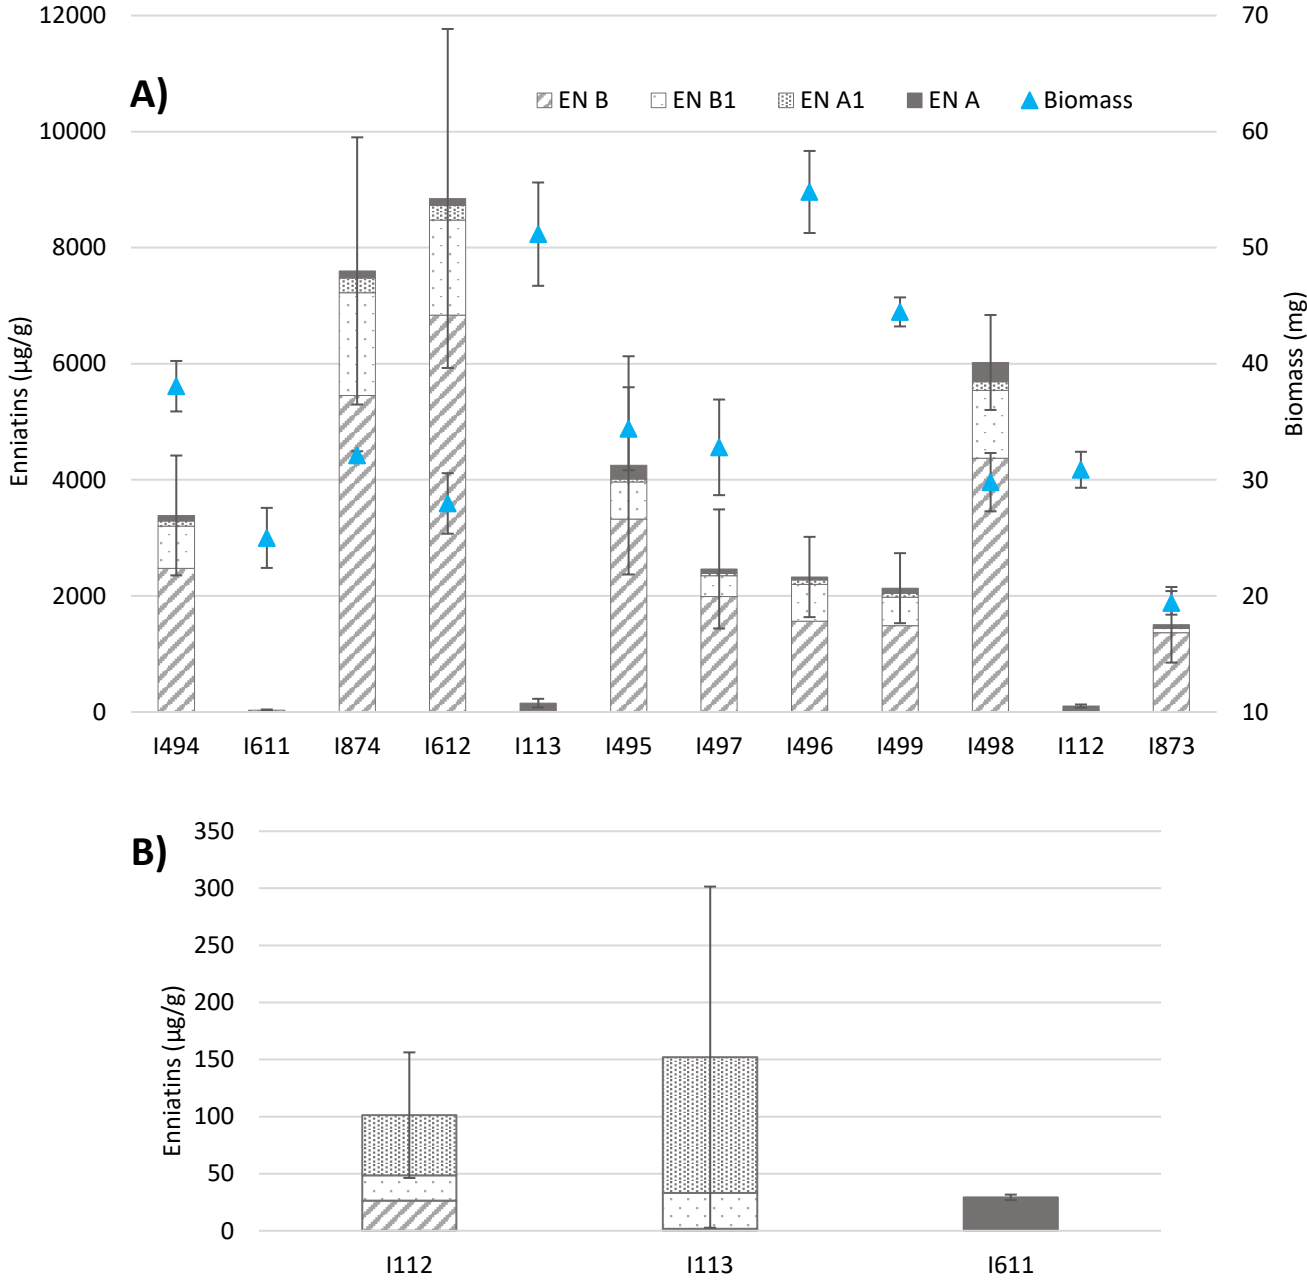 12000
70
A)
EN B
EN B1
EN A1
EN A
Biomass
10000
60
8000
50
6000
40
4000
30
2000
20
0
10
Enniatins (µg/g)
Biomass (mg)
I494 I611 I874 I612 I113 I495 I497 I496 I499 I498 I112 I873
B)
350
300
250
200
150
100
50
0
Enniatins (µg/g)
I112 I113 I611